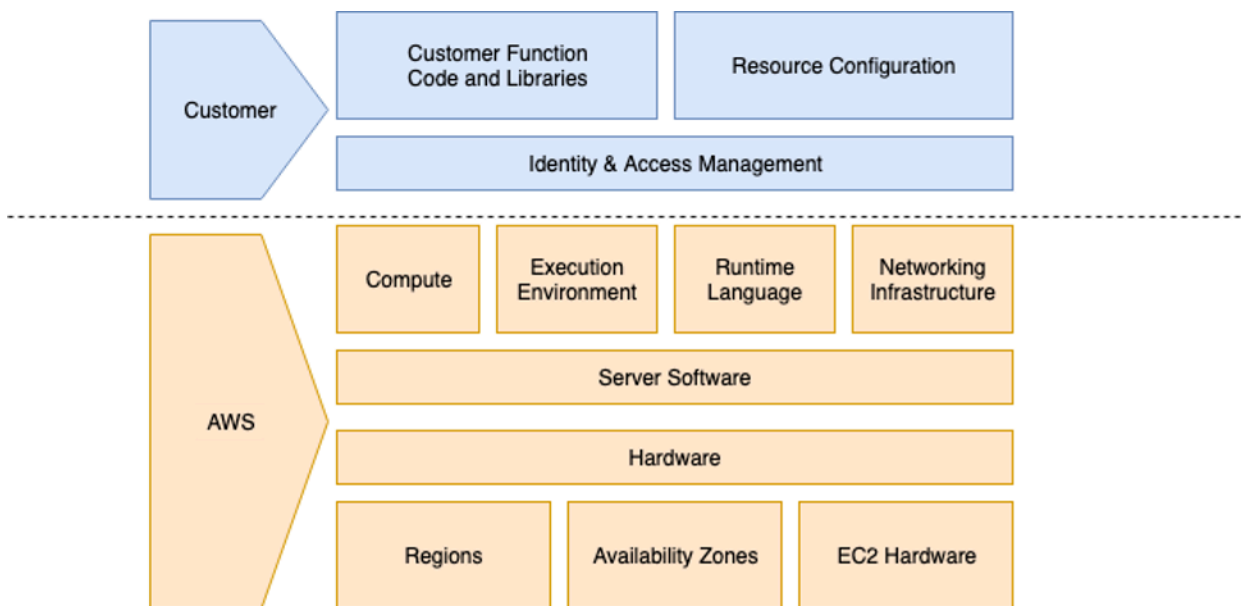 Customer
Customer Function
Code and Libraries
Resource Configuration
Identity & Access Management
AWS
Compute
Execution
Environment
Runtime
Language
Networking
Infrastructure
Server Software
Hardware
Regions
Availability Zones
EC2 Hardware